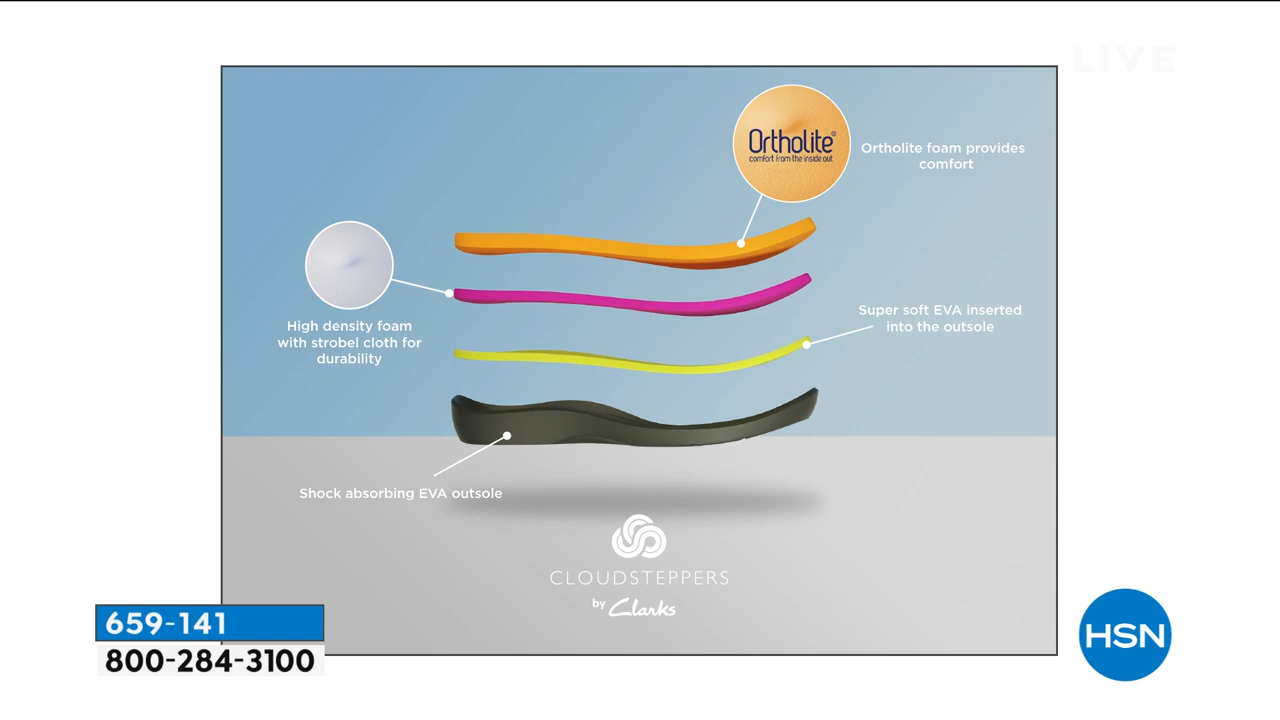 LIVE
Ortholite®
comfort from the inside out
Ortholite foam provides
comfort
High density foam
with strobel cloth for
durability
Super soft EVA inserted
into the outsole
Shock absorbing EVA outsole
CLOUDSTEPPERS
by Clarks
659-141
800-284-3100
HSN